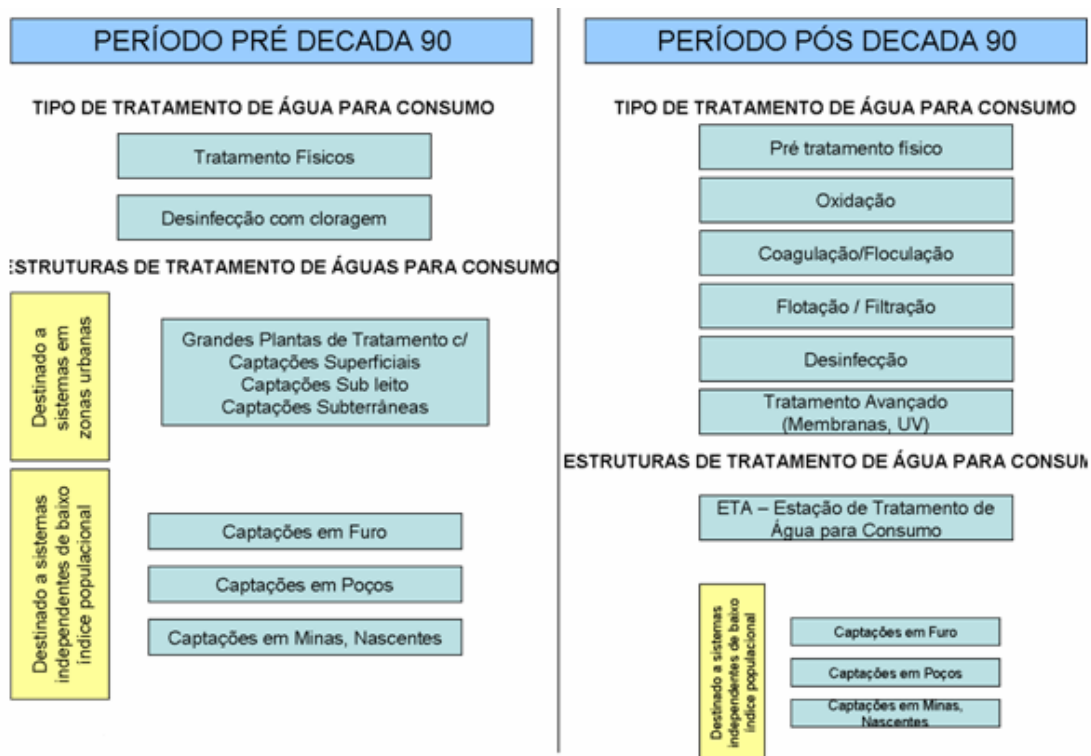 PERÍODO PRÉ DECADA 90
TIPO DE TRATAMENTO DE ÁGUA PARA CONSUMO
Tratamento Físicos
Desinfecção com cloragem
ESTRUTURAS DE TRATAMENTO DE ÁGUAS PARA CONSUMO
Destinado a
sistemas em
zonas urbanas
Grandes Plantas de Tratamento c/
Captações Superficiais
Captações Sub leito
Captações Subterrâneas
Destinado a sistemas
independentes de baixo
índice populacional
Captações em Furo
Captações em Poços
Captações em Minas, Nascentes
PERÍODO PÓS DECADA 90
TIPO DE TRATAMENTO DE ÁGUA PARA CONSUMO
Pré tratamento físico
Oxidação
Coagulação/Floculação
Flotação / Filtração
Desinfecção
Tratamento Avançado
(Membranas, UV)
ESTRUTURAS DE TRATAMENTO DE ÁGUA PARA CONSUM
ETA – Estação de Tratamento de
Água para Consumo
Destinado a sistemas
independentes de baixo
índice populacional
Captações em Furo
Captações em Poços
Captações em Minas,
Nascentes